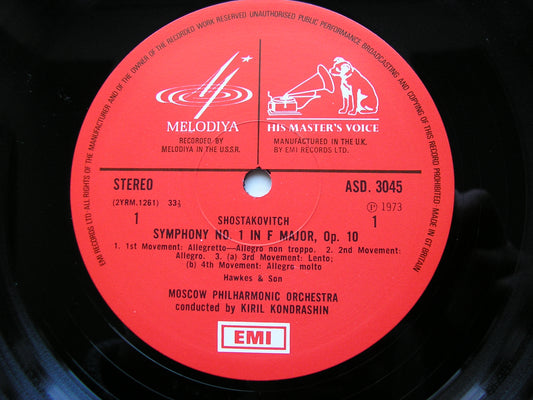 MANUFACTURER AND OF THE OWNER OF THE RECORDED WORK RESERVED UNAUTHORISED PUBLIC PERFORMANCE BROADCASTING AND COPYING OF THIS RECORD PROHIBITED MADE IN GT BRITAIN
EMI RECORDS LTD· ALL RIGHTS OF THE
MELODIYA
HIS MASTER'S VOICE
RECORDED BY
MELODIYA IN THE U.S.S.R.
MANUFACTURED IN THE U.K.
BY EMI RECORDS LTD.
STEREO
ASD. 3045
(2YRM.1261) 33⅓
℗ 1973
1
1
SHOSTAKOVITCH
SYMPHONY NO. 1 IN F MAJOR, Op. 10
1. 1st Movement: Allegretto—Allegro non troppo. 2. 2nd Movement:
Allegro. 3. (a) 3rd Movement: Lento;
(b) 4th Movement: Allegro molto
Hawkes & Son
MOSCOW PHILHARMONIC ORCHESTRA
conducted by KIRIL KONDRASHIN
EMI